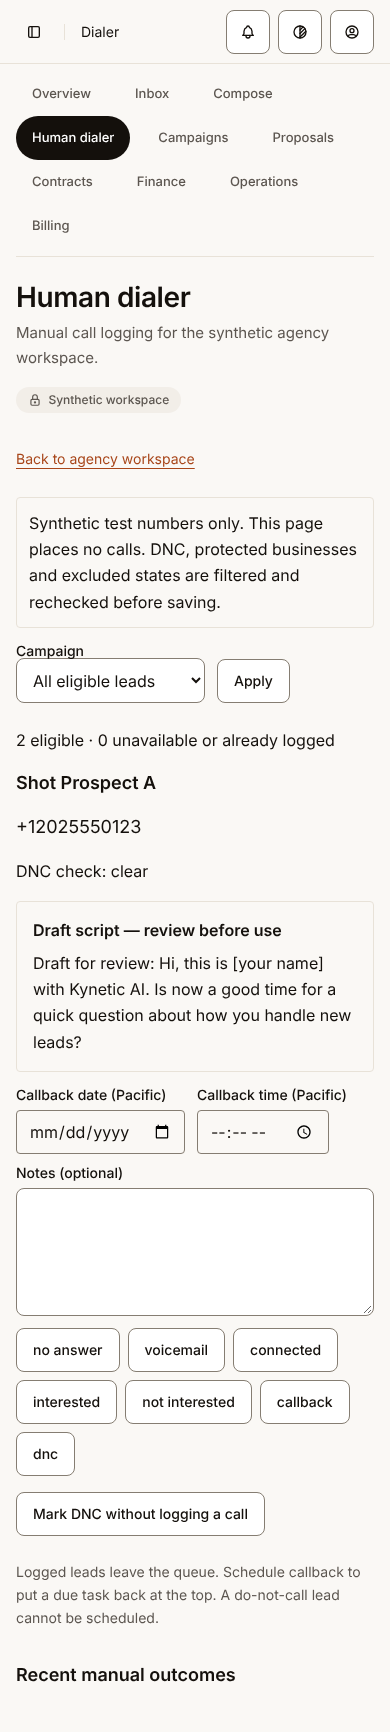 Dialer
Overview Inbox Compose
Human dialer Campaigns Proposals
Contracts Finance Operations
Billing
Human dialer
Manual call logging for the synthetic agency
workspace.
Synthetic workspace
Back to agency workspace
Synthetic test numbers only. This page
places no calls. DNC, protected businesses
and excluded states are filtered and
rechecked before saving.
Campaign
All eligible leads Apply
2 eligible · 0 unavailable or already logged
Shot Prospect A
+12025550123
DNC check: clear
Draft script — review before use
Draft for review: Hi, this is [your name]
with Kynetic AI. Is now a good time for a
quick question about how you handle new
leads?
Callback date (Pacific) Callback time (Pacific)
mm/dd/yyyy --:-- --
Notes (optional)
no answer voicemail connected
interested not interested callback
dnc
Mark DNC without logging a call
Logged leads leave the queue. Schedule callback to
put a due task back at the top. A do-not-call lead
cannot be scheduled.
Recent manual outcomes